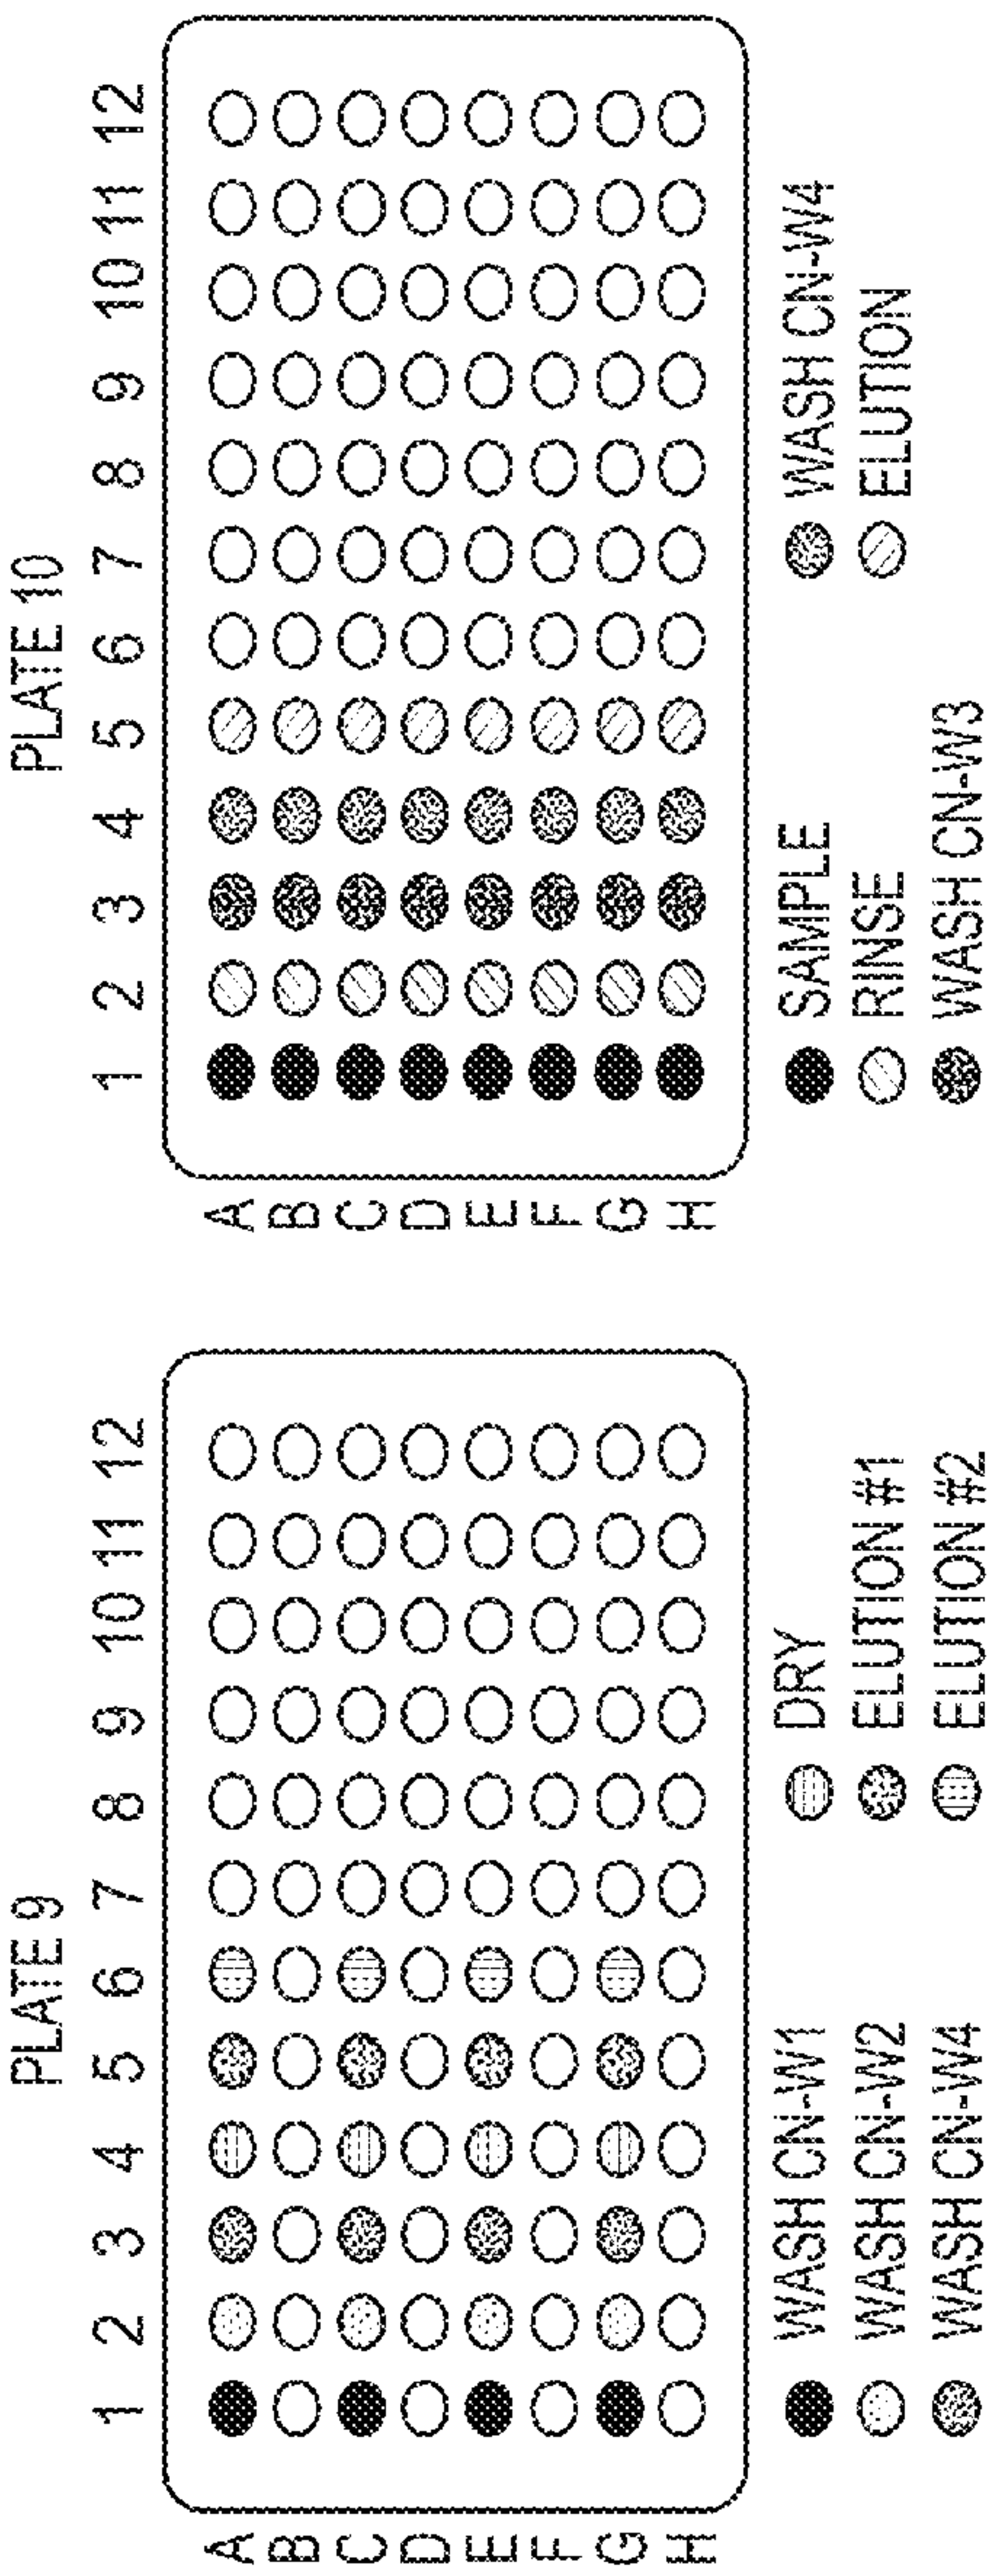 PLATE 9
1 2 3 4 5 6 7 8 9 10 11 12
A
B
C
D
E
F
G
H
WASH CN-W1
WASH CN-W2
WASH CN-W4
DRY
ELUTION #1
ELUTION #2
PLATE 10
1 2 3 4 5 6 7 8 9 10 11 12
A
B
C
D
E
F
G
H
SAMPLE
RINSE
WASH CN-W3
WASH CN-W4
ELUTION